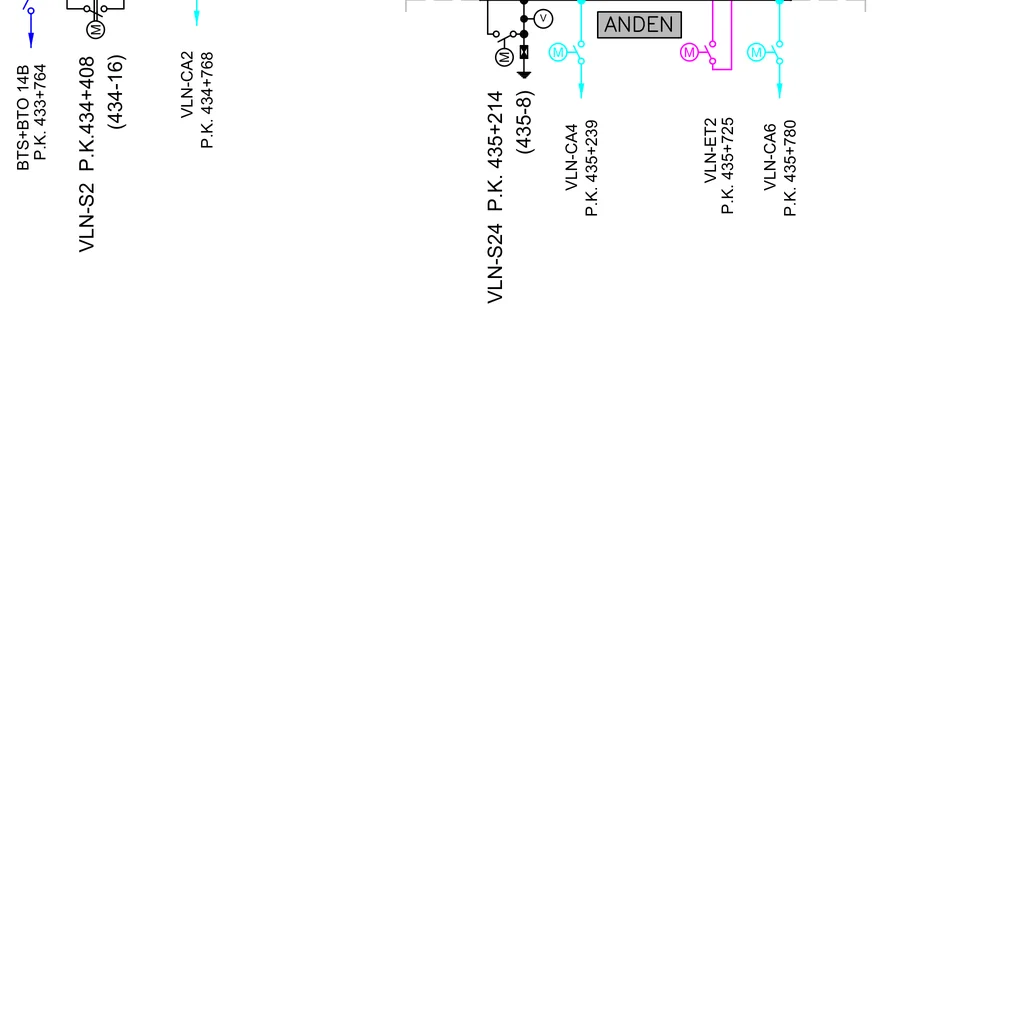 BTS+BTO 14B
P.K. 433+764
M
VLN-S2 P.K.434+408
(434-16)
VLN-CA2
P.K. 434+768
M
V
VLN-S24 P.K. 435+214
(435-8)
M
VLN-CA4
P.K. 435+239
ANDEN
M
VLN-ET2
P.K. 435+725
M
VLN-CA6
P.K. 435+780